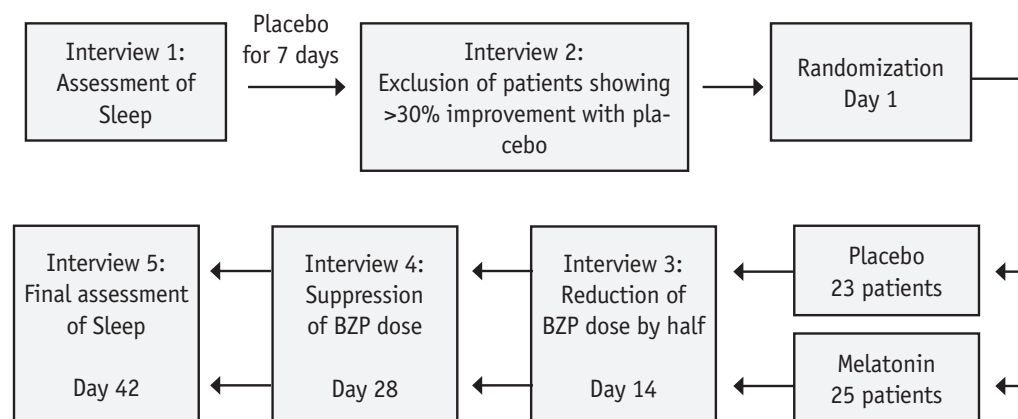 Interview 1:
Assessment of
Sleep
Placebo
for 7 days
Interview 2:
Exclusion of patients showing
>30% improvement with pla-
cebo
Randomization
Day 1
Placebo
23 patients
Melatonin
25 patients
Interview 3:
Reduction of
BZP dose by half
Day 14
Interview 4:
Suppression
of BZP dose
Day 28
Interview 5:
Final assessment
of Sleep
Day 42